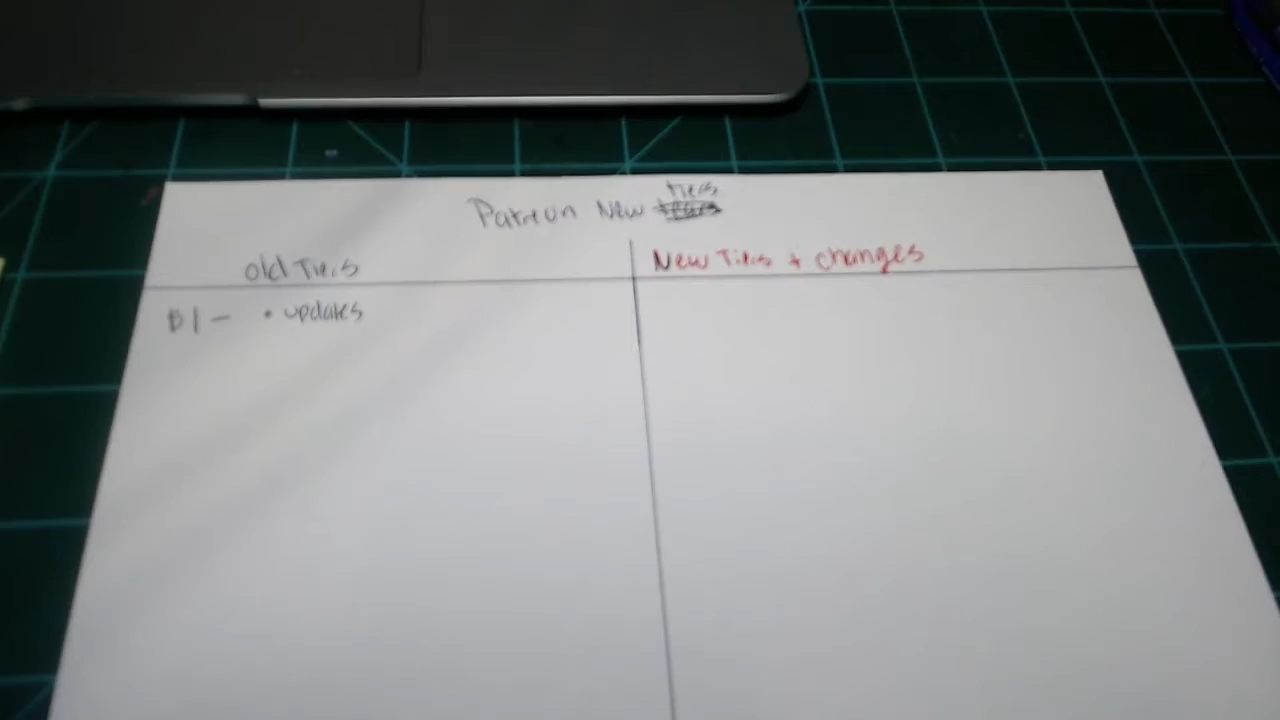 Patreon New tiers
old Tiers
New Tiers + changes
$1 - • updates